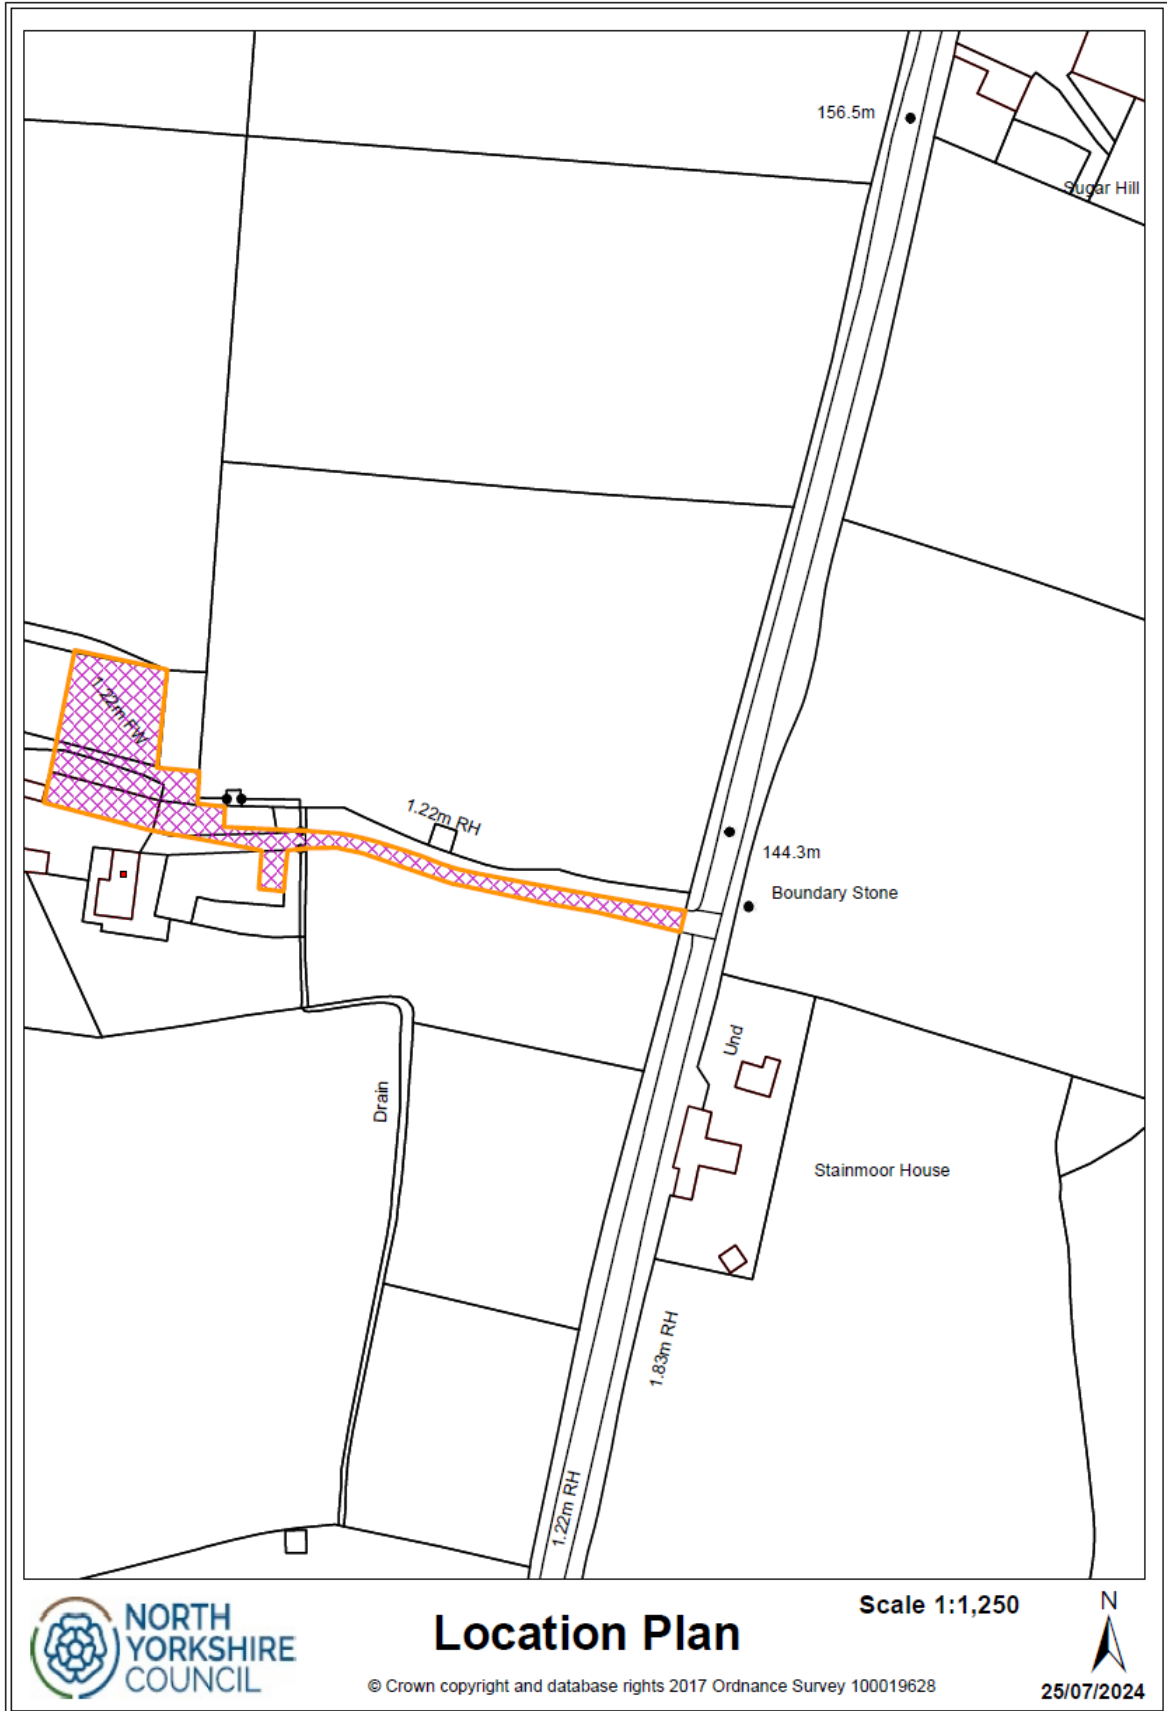 156.5m
Sugar Hill
1.22m FW
1.22m RH
144.3m
Boundary Stone
Und
Drain
Stainmoor House
1.83m RH
1.22m RH
NORTH
YORKSHIRE
COUNCIL
Location Plan
Scale 1:1,250
N
© Crown copyright and database rights 2017 Ordnance Survey 100019628
25/07/2024